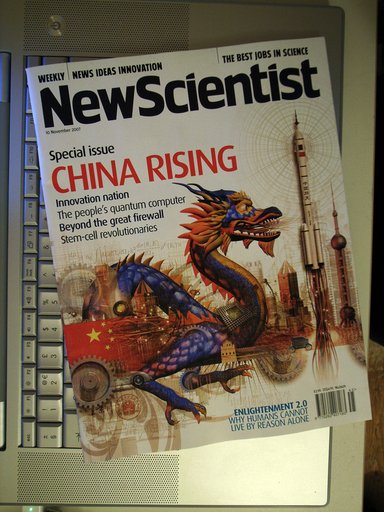 WEEKLY | NEWS IDEAS INNOVATION | THE BEST JOBS IN SCIENCE
NewScientist
10 November 2007
Special issue
CHINA RISING
Innovation nation
The people's quantum computer
Beyond the great firewall
Stem-cell revolutionaries
ENLIGHTENMENT 2.0
WHY HUMANS CANNOT
LIVE BY REASON ALONE